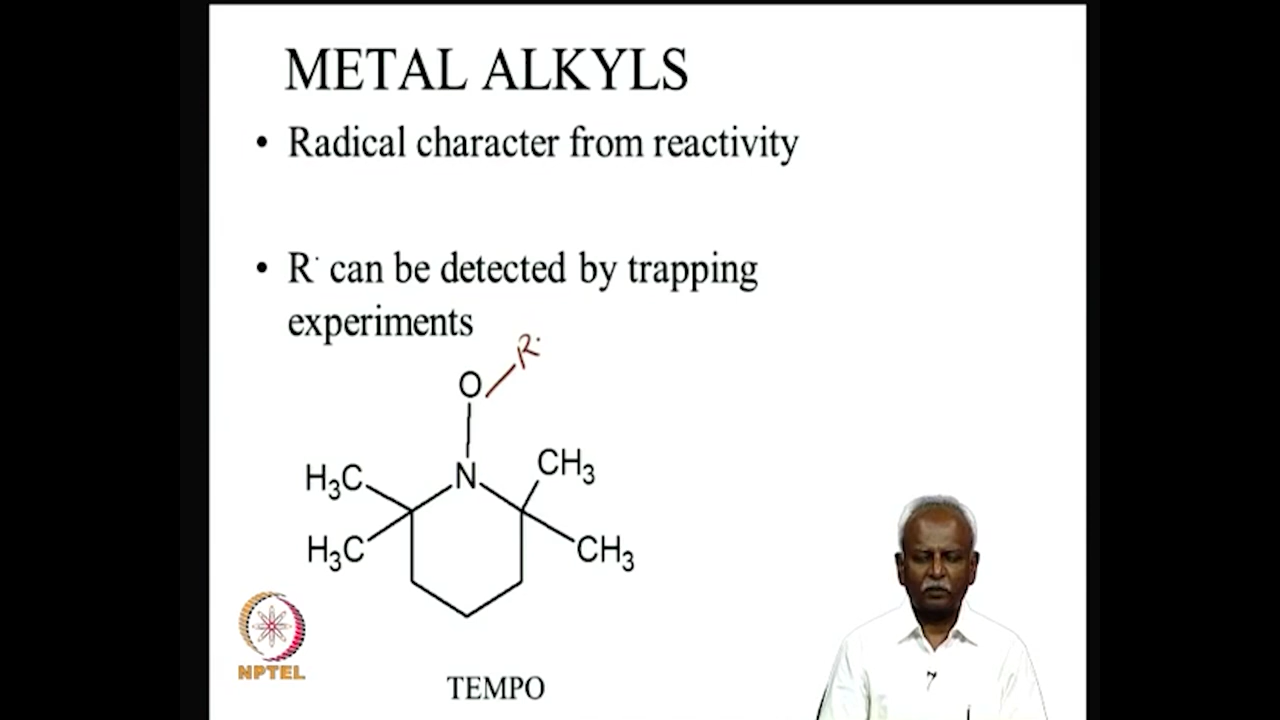 METAL ALKYLS
• Radical character from reactivity
• R· can be detected by trapping
experiments
R·
O
N
CH₃
H₃C
H₃C
CH₃
NPTEL
TEMPO